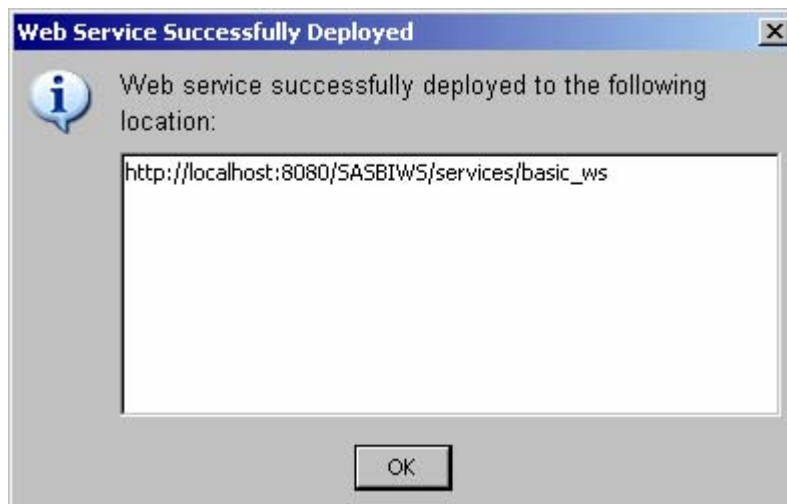 Web Service Successfully Deployed
Web service successfully deployed to the following
location:
http://localhost:8080/SASBIWS/services/basic_ws
OK